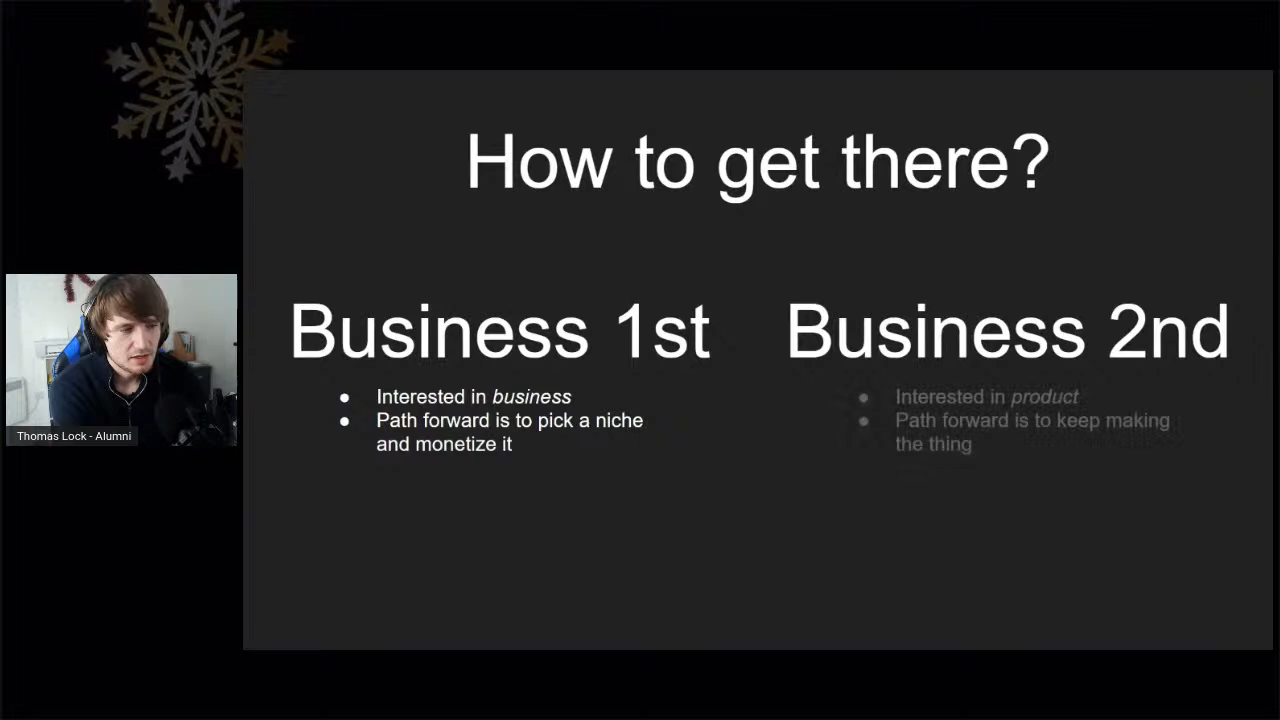 How to get there?
Business 1st
● Interested in business
● Path forward is to pick a niche
and monetize it
Business 2nd
● Interested in product
● Path forward is to keep making
the thing
Thomas Lock - Alumni